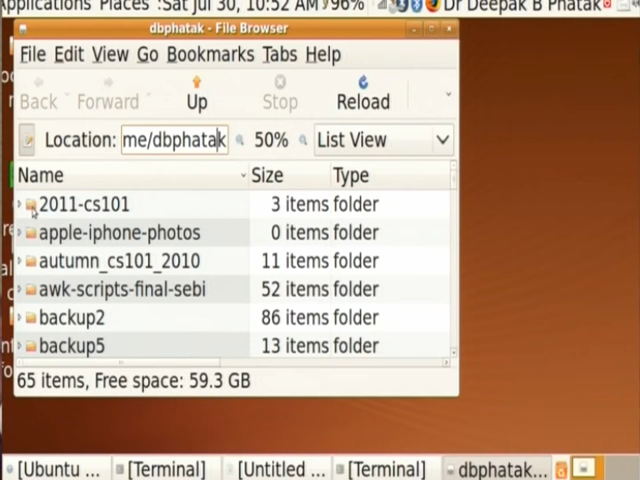 Applications Places :Sat Jul 30, 10:52 AM 96% Dr Deepak B Phatak
dbphatak - File Browser
File Edit View Go Bookmarks Tabs Help
Back Forward Up Stop Reload
Location: me/dbphatak 50% List View
Name Size Type
2011-cs101 3 items folder
apple-iphone-photos 0 items folder
autumn_cs101_2010 11 items folder
awk-scripts-final-sebi 52 items folder
backup2 86 items folder
backup5 13 items folder
65 items, Free space: 59.3 GB
[Ubuntu ... [Terminal] [Untitled ... [Terminal] dbphatak...